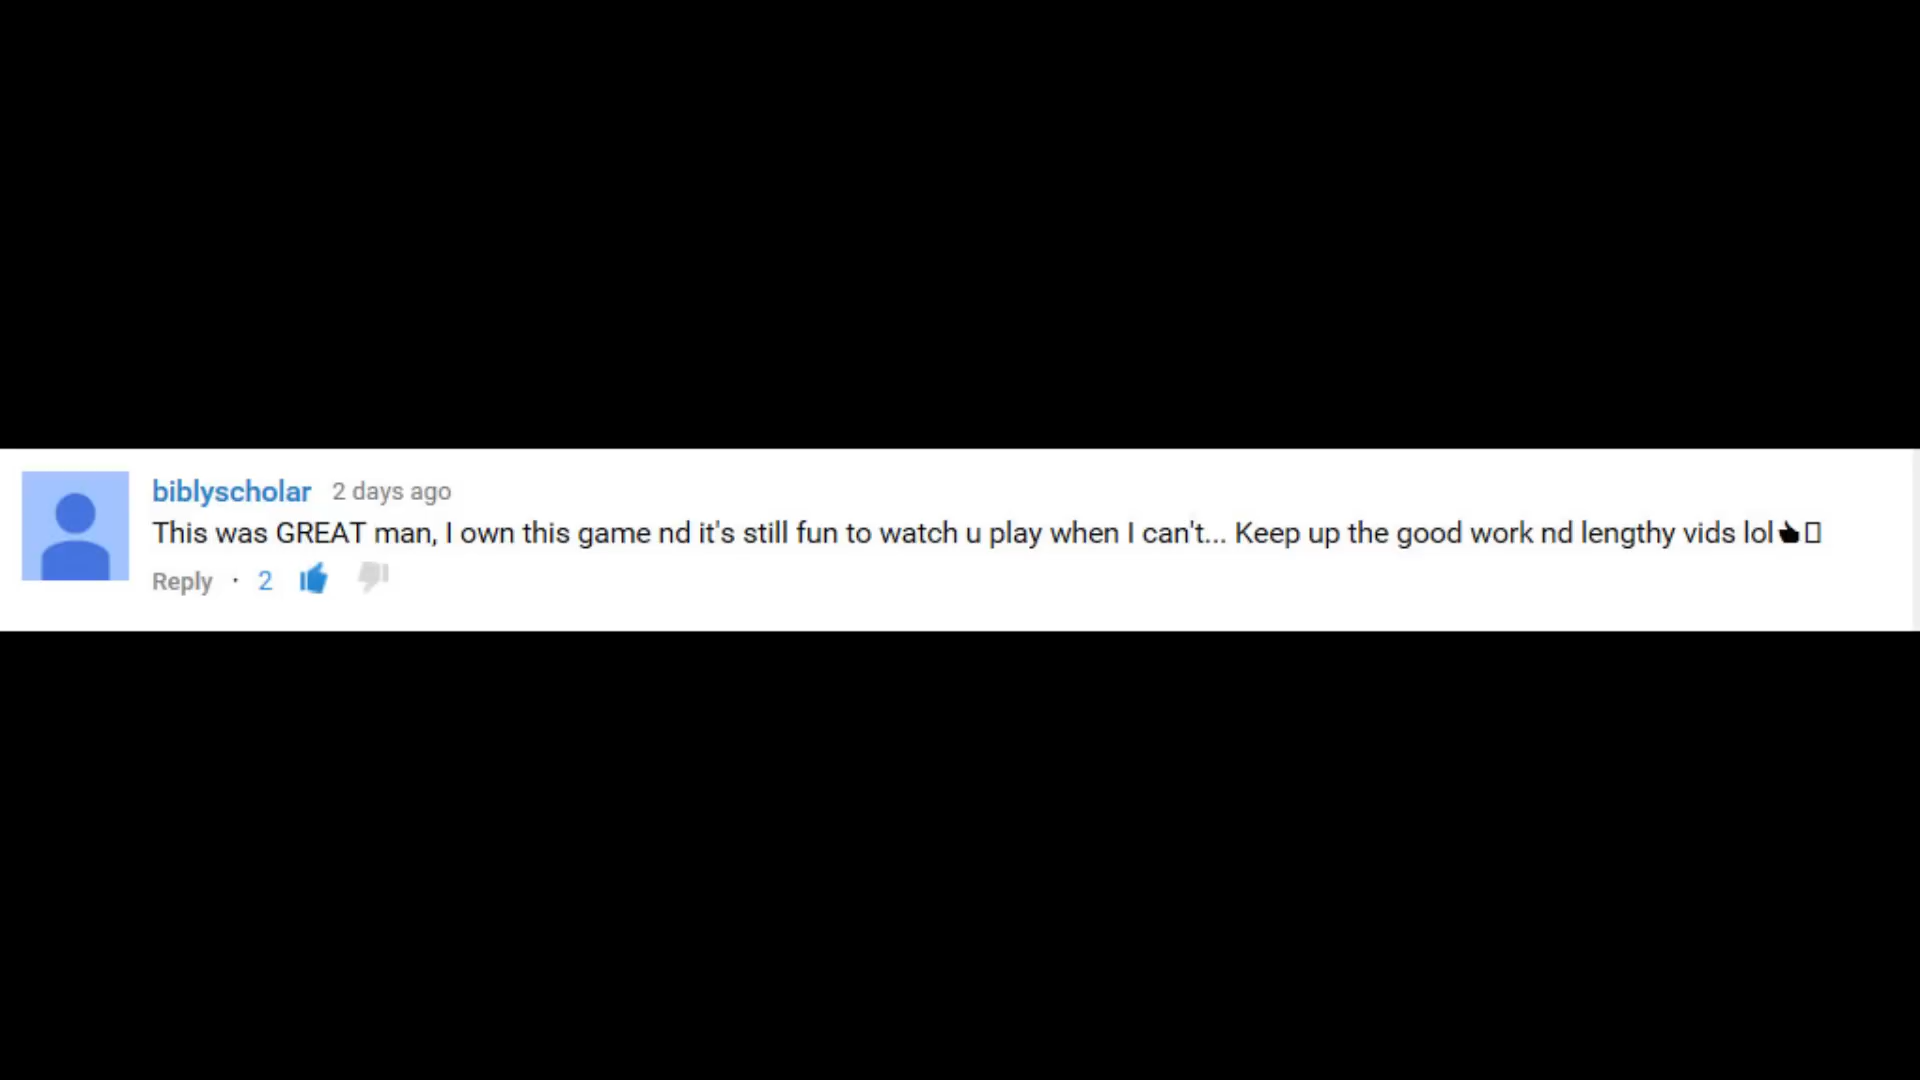 biblyscholar 2 days ago
This was GREAT man, I own this game nd it's still fun to watch u play when I can't... Keep up the good work nd lengthy vids lol👍▯
Reply · 2